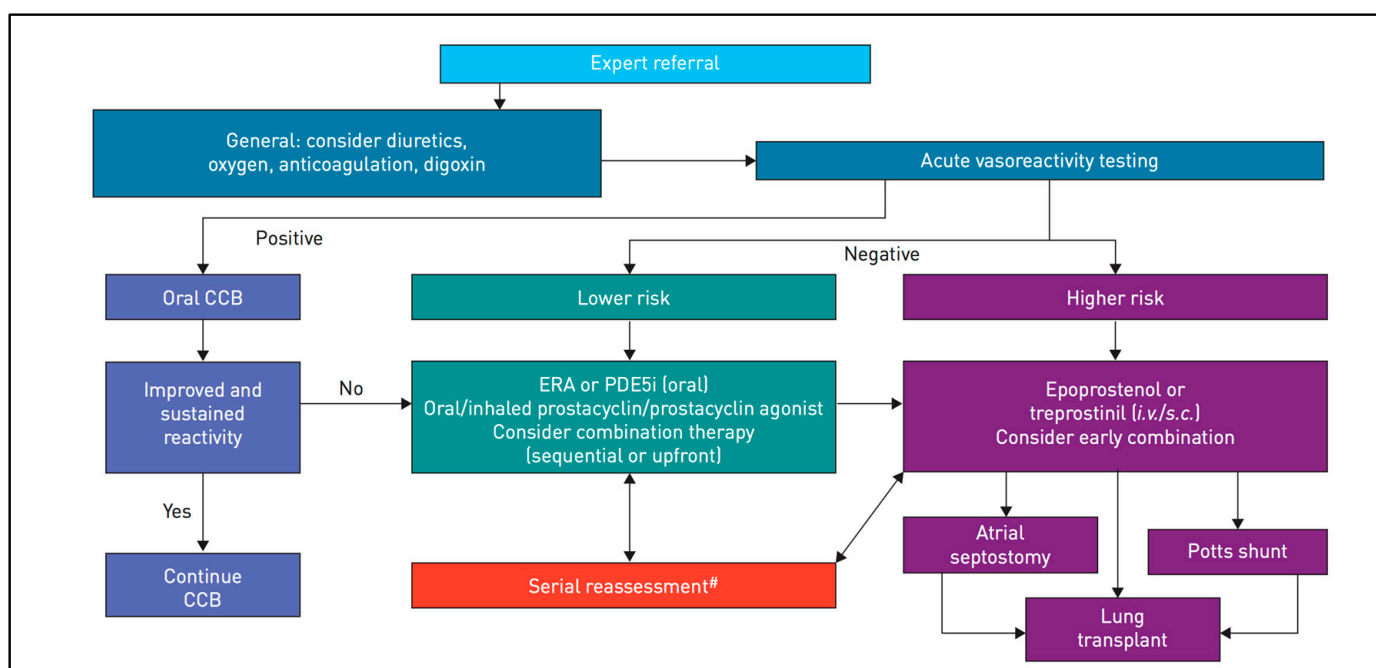 Expert referral
General: consider diuretics,
oxygen, anticoagulation, digoxin
Acute vasoreactivity testing
Positive
Negative
Oral CCB
Lower risk
Higher risk
Improved and
sustained
reactivity
No
ERA or PDE5i (oral)
Oral/inhaled prostacyclin/prostacyclin agonist
Consider combination therapy
(sequential or upfront)
Epoprostenol or
treprostinil (i.v./s.c.)
Consider early combination
Yes
Atrial
septostomy
Potts shunt
Continue
CCB
Serial reassessment#
Lung
transplant